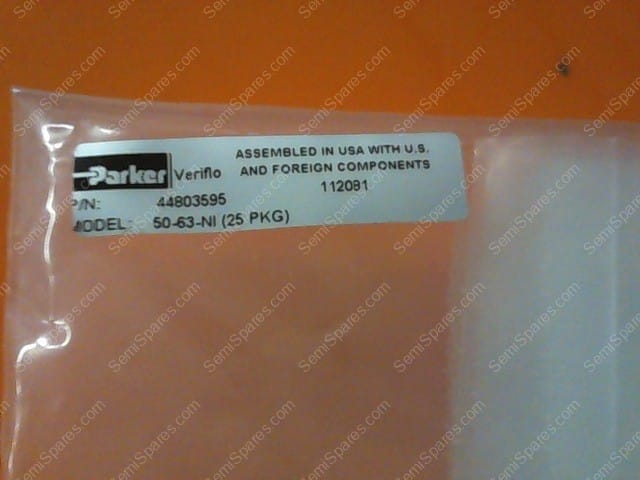 Parker Veriflo
ASSEMBLED IN USA WITH U.S.
AND FOREIGN COMPONENTS
112081
P/N: 44803595
MODEL: 50-63-NI (25 PKG)
SemiSpares.com